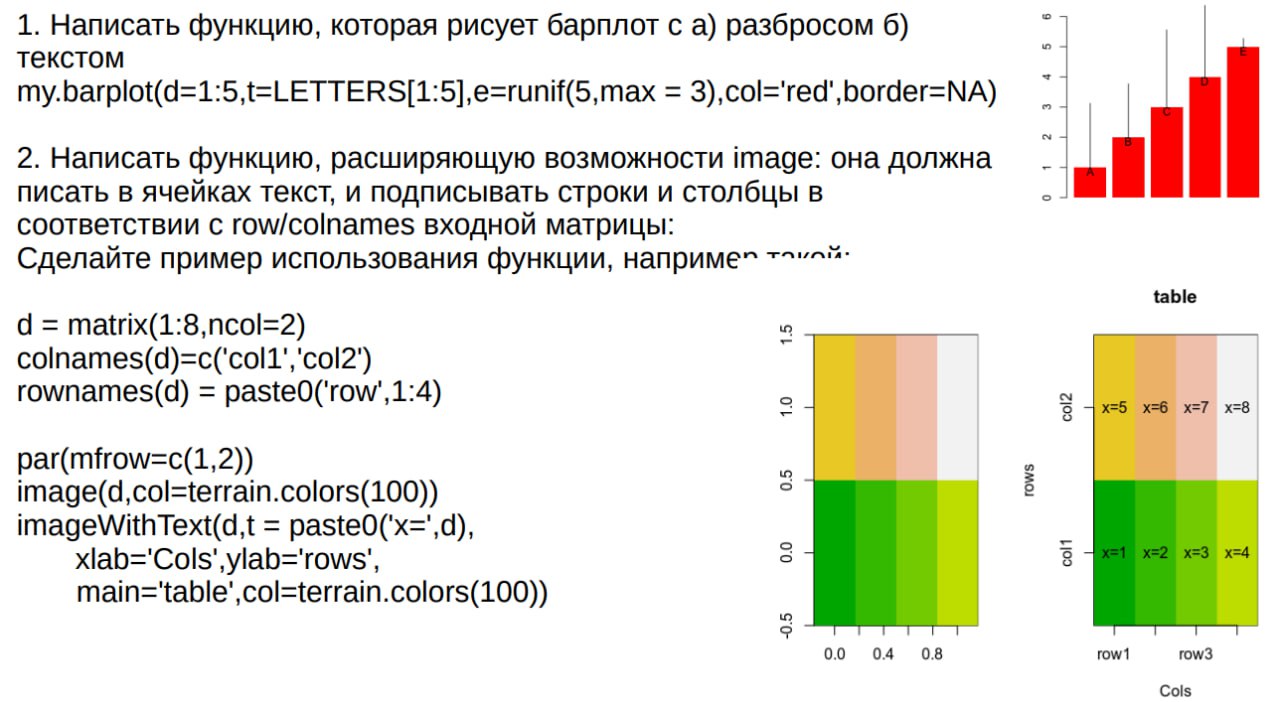 1. Написать функцию, которая рисует барплот с а) разбросом б)
текстом
my.barplot(d=1:5,t=LETTERS[1:5],e=runif(5,max = 3),col='red',border=NA)
2. Написать функцию, расширяющую возможности image: она должна
писать в ячейках текст, и подписывать строки и столбцы в
соответствии с row/colnames входной матрицы:
Сделайте пример использования функции, например такой:
d = matrix(1:8,ncol=2)
colnames(d)=c('col1','col2')
rownames(d) = paste0('row',1:4)
par(mfrow=c(1,2))
image(d,col=terrain.colors(100))
imageWithText(d,t = paste0('x=',d),
xlab='Cols',ylab='rows',
main='table',col=terrain.colors(100))
6
5
4
3
2
1
0
A
B
C
D
E
1.5
1.0
0.5
0.0
-0.5
0.0 0.4 0.8
table
rows
col2
col1
x=5 x=6 x=7 x=8
x=1 x=2 x=3 x=4
row1 row3
Cols